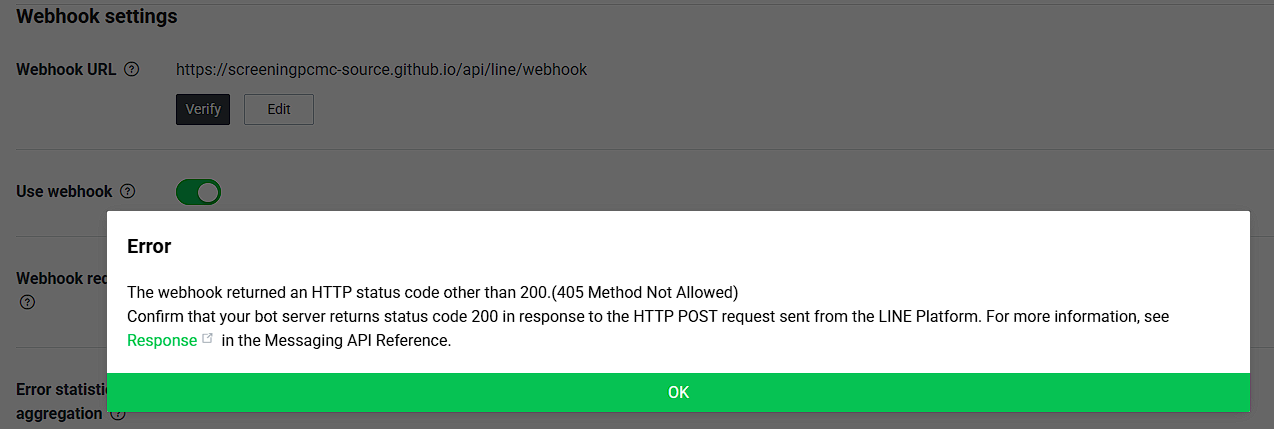 Webhook settings
Webhook URL
https://screeningpcmc-source.github.io/api/line/webhook
Verify
Edit
Use webhook
Error
Webhook
The webhook returned an HTTP status code other than 200.(405 Method Not Allowed)
Confirm that your bot server returns status code 200 in response to the HTTP POST request sent from the LINE Platform. For more information, see
Response in the Messaging API Reference.
OK
Error
aggregation